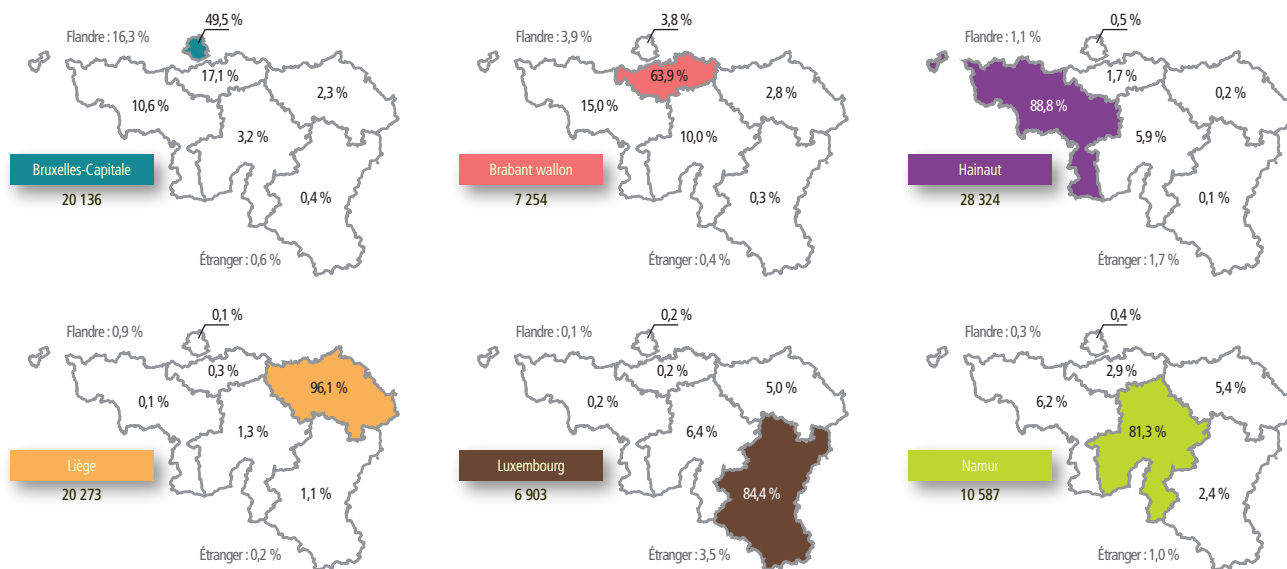 49,5 %
Flandre : 16,3 %
17,1 %
2,3 %
10,6 %
3,2 %
Bruxelles-Capitale
20 136
0,4 %
Étranger : 0,6 %
3,8 %
Flandre : 3,9 %
63,9 %
2,8 %
15,0 %
10,0 %
Brabant wallon
7 254
0,3 %
Étranger : 0,4 %
0,5 %
Flandre : 1,1 %
1,7 %
0,2 %
88,8 %
5,9 %
Hainaut
28 324
0,1 %
Étranger : 1,7 %
0,1 %
Flandre : 0,9 %
0,3 %
96,1 %
0,1 %
1,3 %
Liège
20 273
1,1 %
Étranger : 0,2 %
0,2 %
Flandre : 0,1 %
0,2 %
5,0 %
0,2 %
6,4 %
Luxembourg
6 903
84,4 %
Étranger : 3,5 %
0,4 %
Flandre : 0,3 %
2,9 %
5,4 %
6,2 %
81,3 %
Namur
10 587
2,4 %
Étranger : 1,0 %